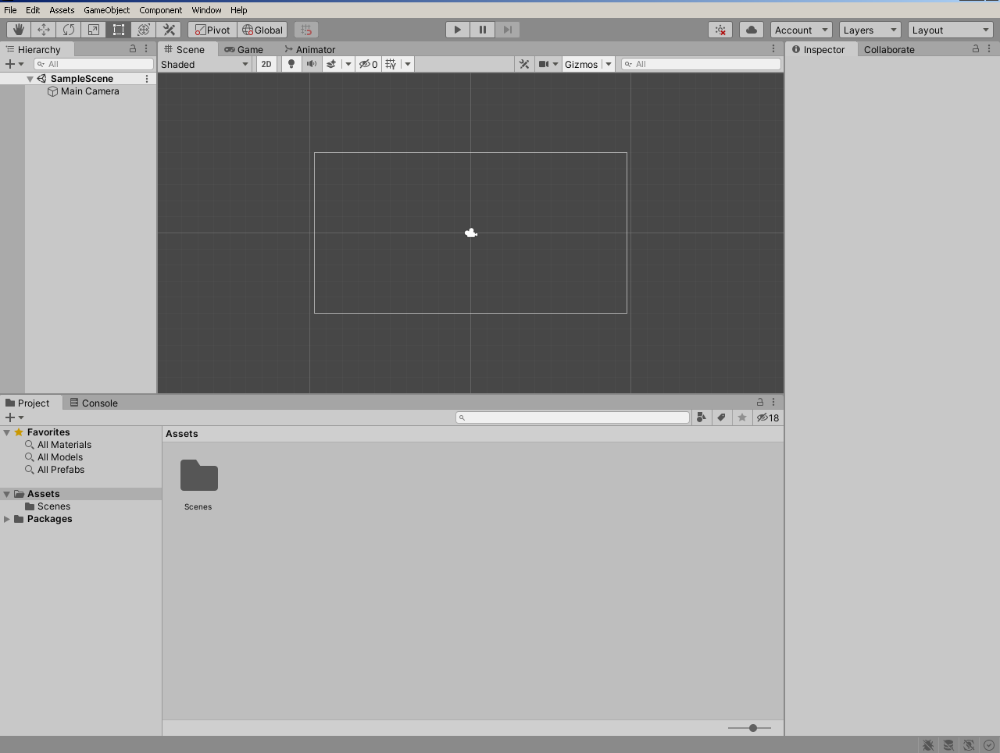 File Edit Assets GameObject Component Window Help
Pivot Global Account Layers Layout
Hierarchy Scene Game Animator Inspector Collaborate
All Shaded 2D 0 Gizmos All
SampleScene
Main Camera
Project Console
18
Favorites Assets
All Materials
All Models
All Prefabs
Assets
Scenes Scenes
Packages